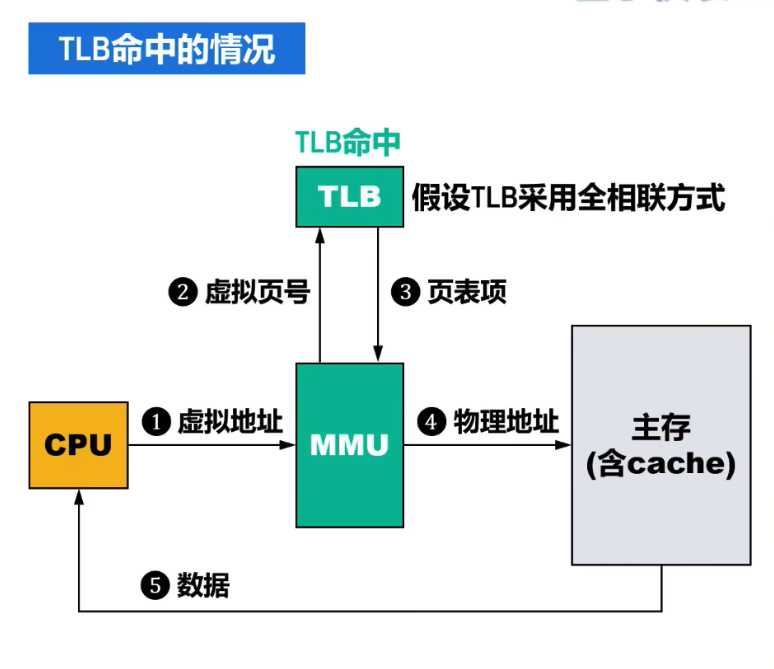 TLB命中的情况
TLB命中
TLB 假设TLB采用全相联方式
❷ 虚拟页号
❸ 页表项
❶ 虚拟地址
❹ 物理地址
CPU
MMU
主存
(含cache)
❺ 数据